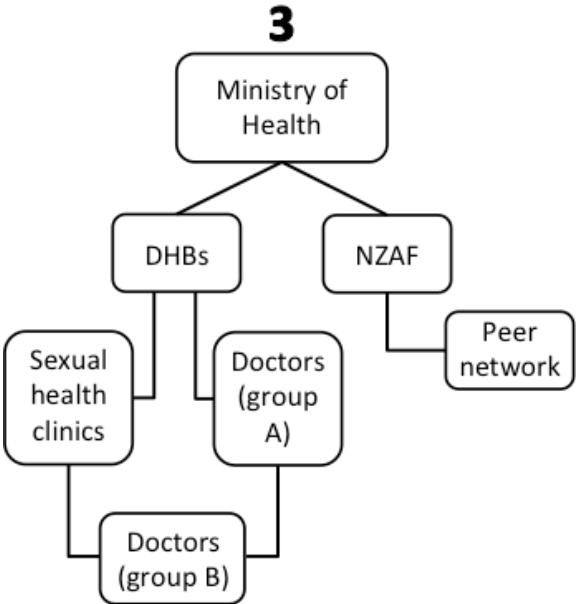 3
Ministry of
Health
DHBs
NZAF
Sexual
health
clinics
Doctors
(group
A)
Peer
network
Doctors
(group B)